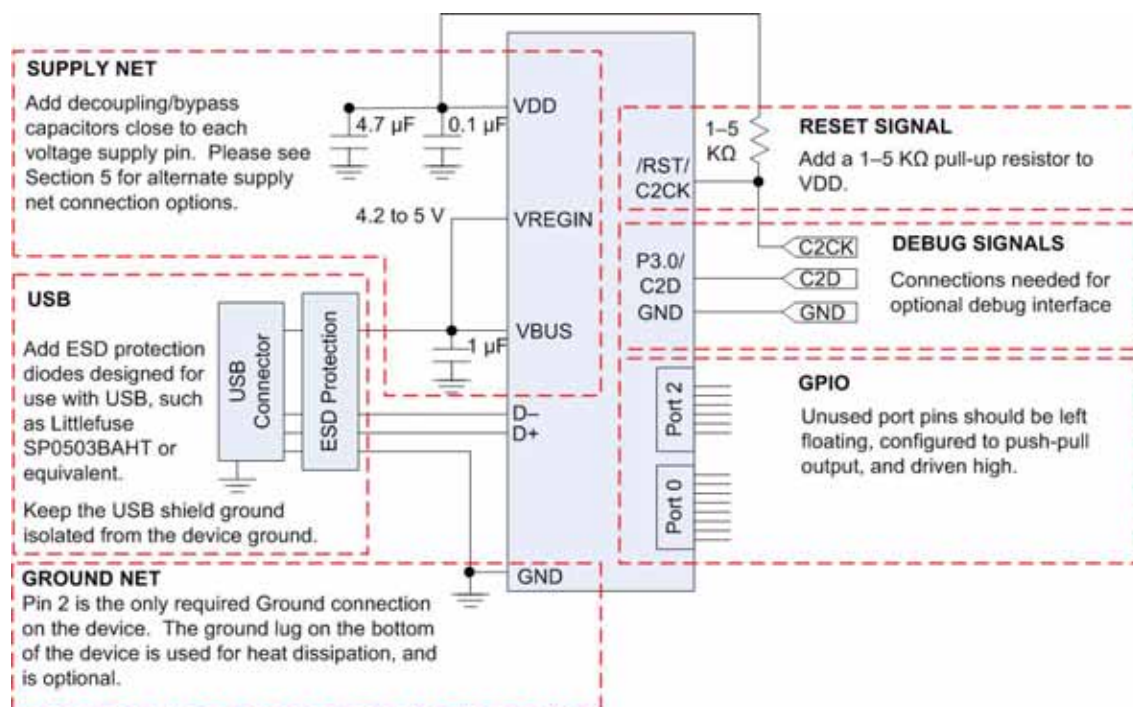 SUPPLY NET
Add decoupling/bypass
capacitors close to each
voltage supply pin. Please see
Section 5 for alternate supply
net connection options.
4.7 µF
0.1 µF
VDD
4.2 to 5 V
VREGIN
USB
Add ESD protection
diodes designed for
use with USB, such
as Littlefuse
SP0503BAHT or
equivalent.
Keep the USB shield ground
isolated from the device ground.
USB
Connector
ESD Protection
VBUS
1 µF
D–
D+
GROUND NET
Pin 2 is the only required Ground connection
on the device. The ground lug on the bottom
of the device is used for heat dissipation, and
is optional.
GND
1–5
KΩ
/RST/
C2CK
RESET SIGNAL
Add a 1–5 KΩ pull-up resistor to
VDD.
P3.0/
C2D
GND
C2CK
C2D
GND
DEBUG SIGNALS
Connections needed for
optional debug interface
Port 2
Port 0
GPIO
Unused port pins should be left
floating, configured to push-pull
output, and driven high.